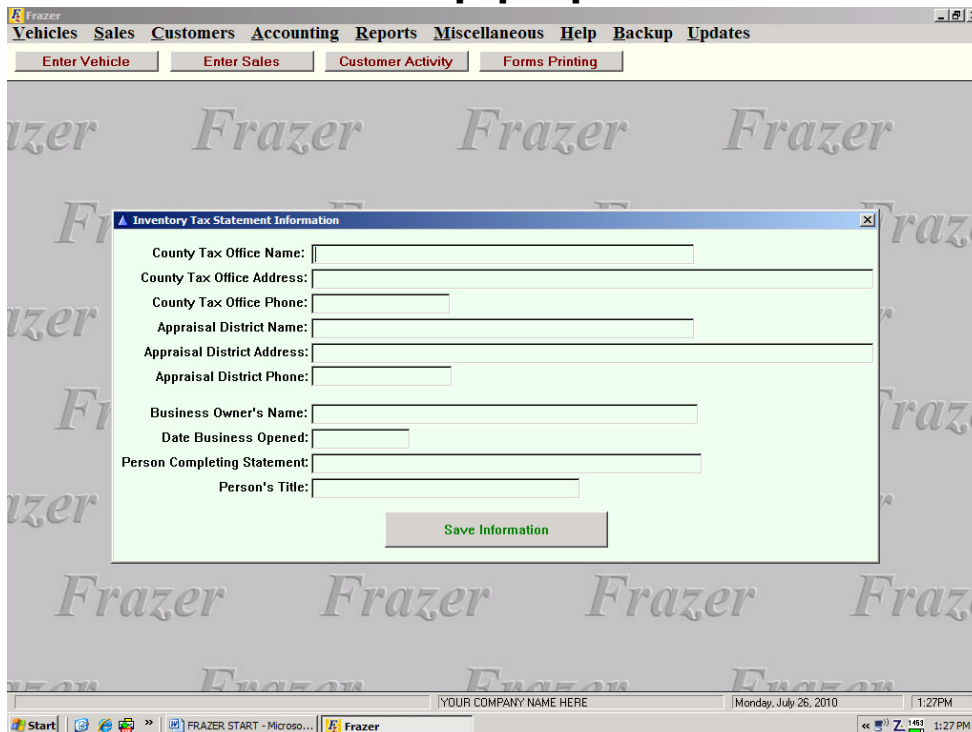 Frazer
Vehicles Sales Customers Accounting Reports Miscellaneous Help Backup Updates
Enter Vehicle Enter Sales Customer Activity Forms Printing
azer Frazer Frazer Frazer
Inventory Tax Statement Information
County Tax Office Name:
County Tax Office Address:
County Tax Office Phone:
Appraisal District Name:
Appraisal District Address:
Appraisal District Phone:
Business Owner's Name:
Date Business Opened:
Person Completing Statement:
Person's Title:
Save Information
Frazer Frazer Frazer Fraz
YOUR COMPANY NAME HERE Monday, July 26, 2010 1:27PM
Start » FRAZER START - Microso... Frazer « 1453 1:27 PM